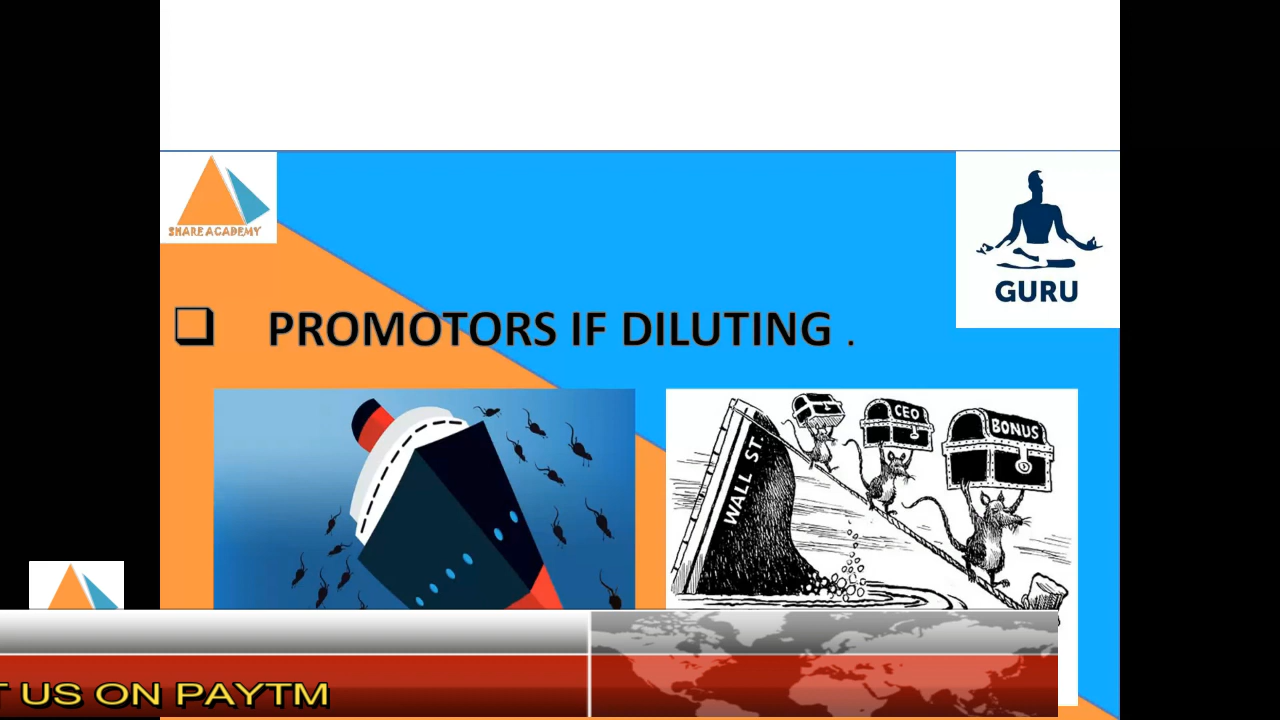 SHARE ACADEMY
GURU
❑ PROMOTORS IF DILUTING .
WALL ST.
CEO
BONUS
T US ON PAYTM